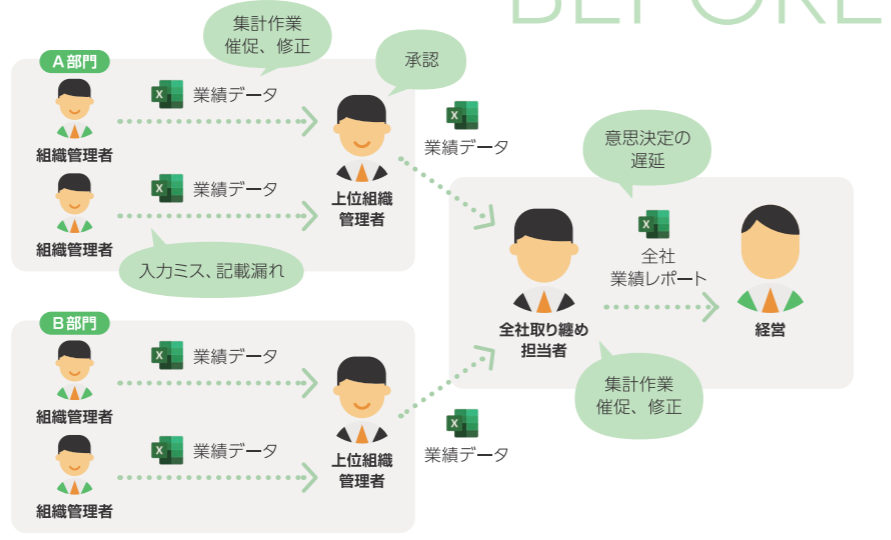 BEFORE
集計作業
催促、修正
承認
A部門
業績データ
組織管理者
業績データ
組織管理者
上位組織
管理者
入力ミス、記載漏れ
業績データ
B部門
業績データ
組織管理者
業績データ
組織管理者
上位組織
管理者
業績データ
意思決定の
遅延
全社
業績レポート
全社取り纏め
担当者
経営
集計作業
催促、修正
X
X
X
X
X
X
X